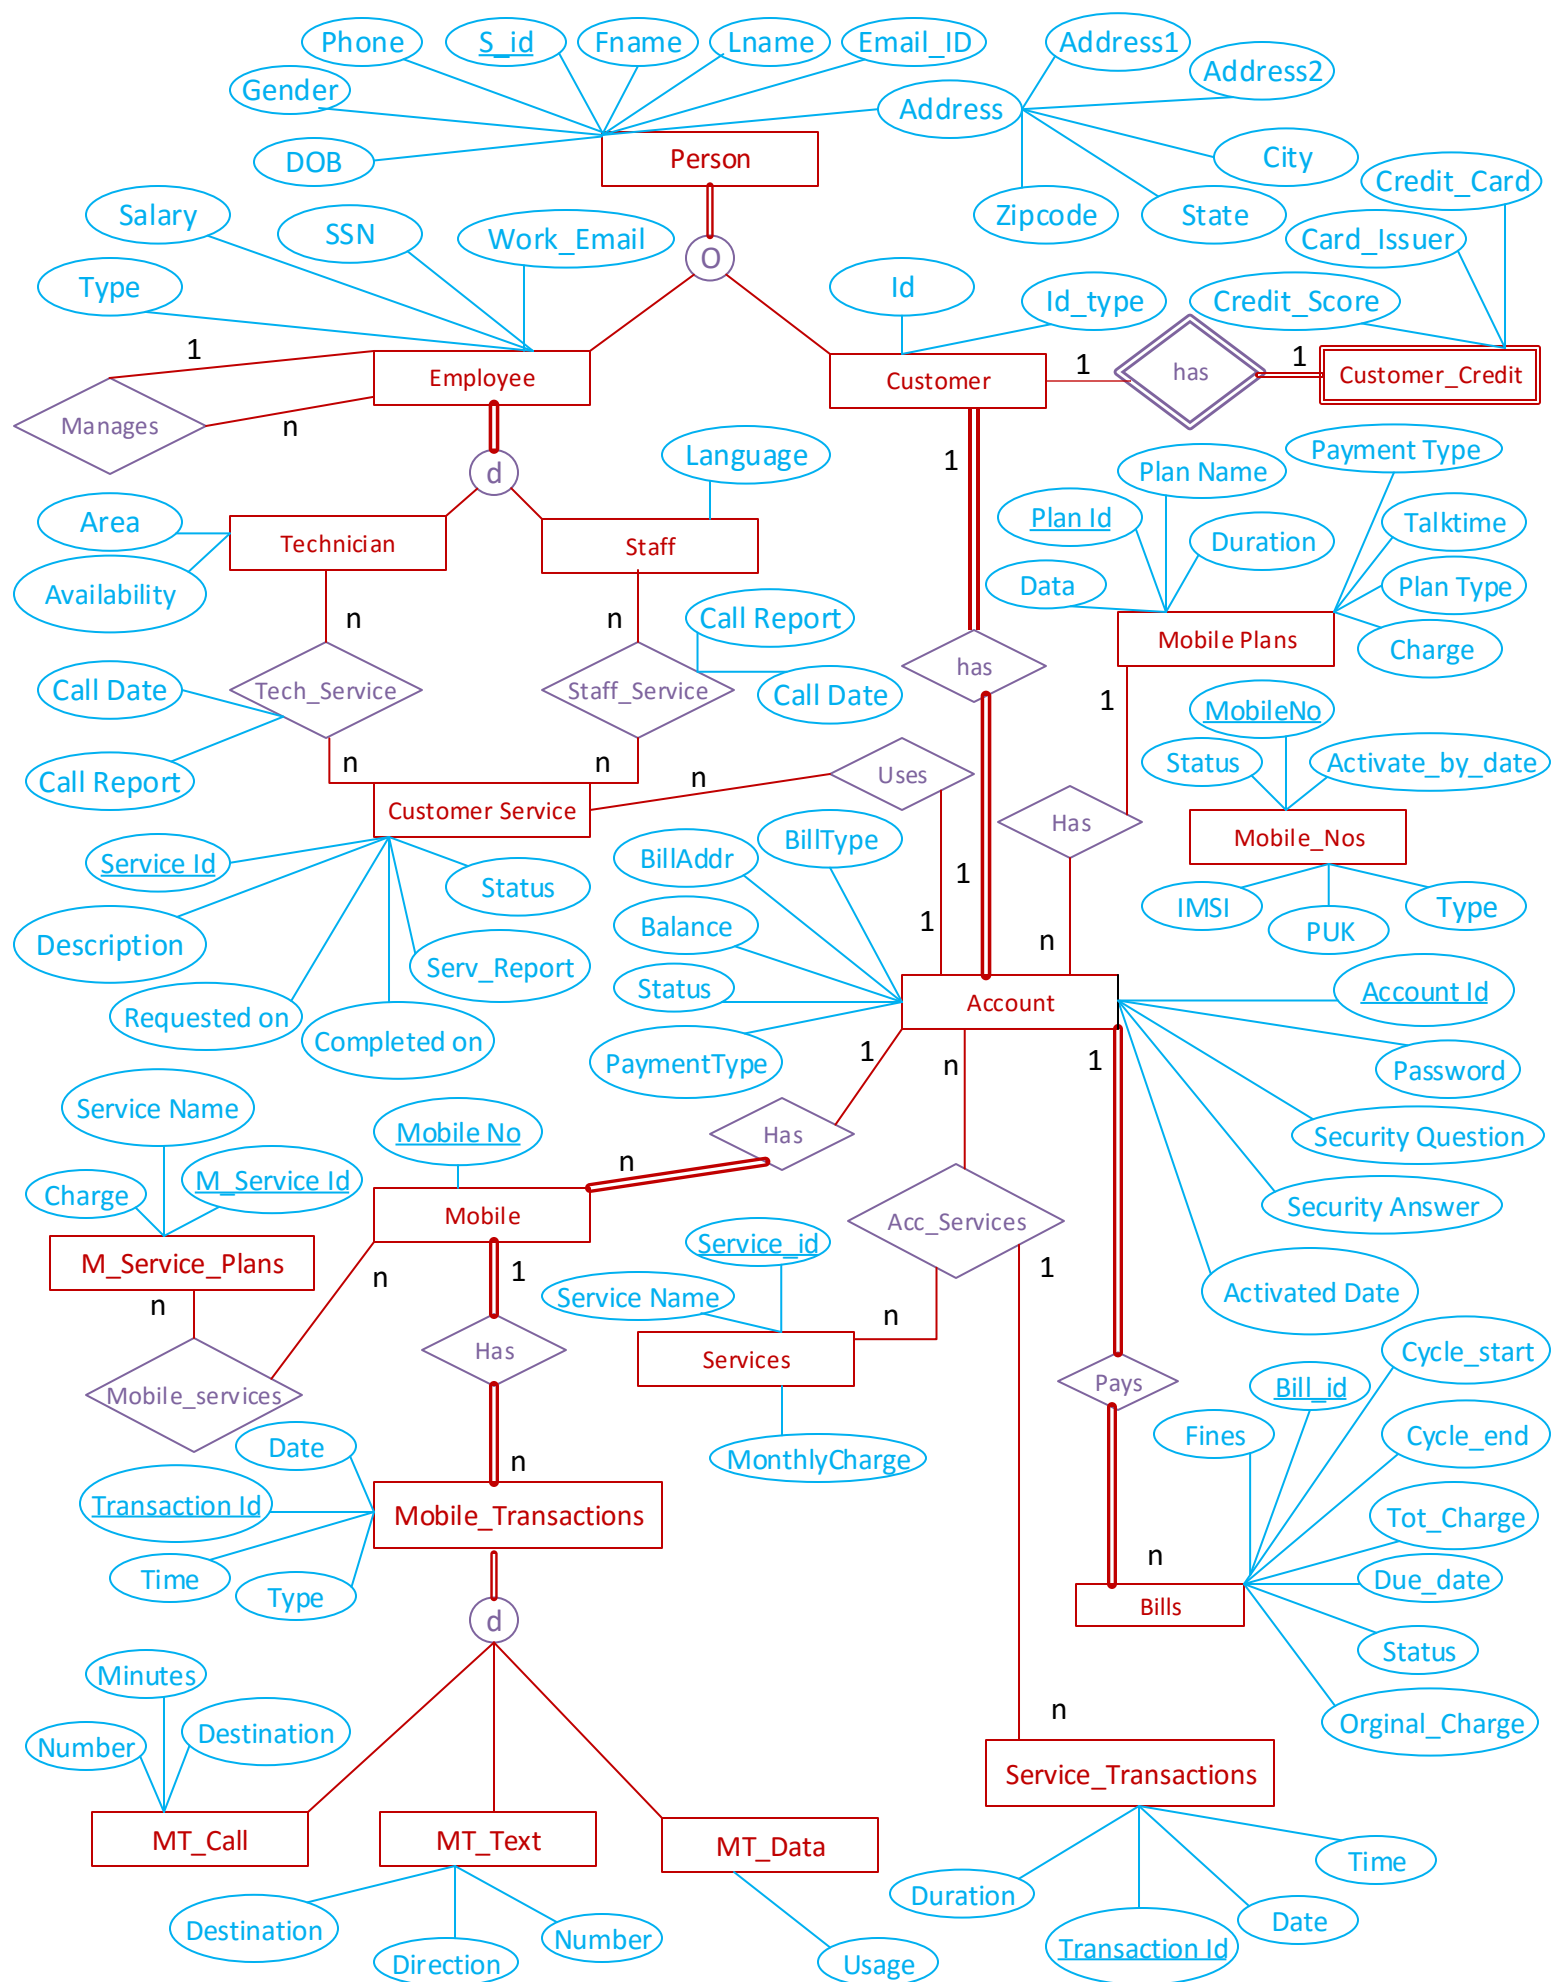 Phone
S_id
Fname
Lname
Email_ID
Address1
Gender
Address
Address2
DOB
Person
City
Credit_Card
Salary
SSN
Work_Email
Zipcode
State
Card_Issuer
O
Type
Id
Id_type
Credit_Score
1
Employee
Customer
1
has
1
Customer_Credit
Manages
n
d
Language
1
Plan Name
Payment Type
Area
Technician
Staff
Plan Id
Duration
Talktime
Availability
Data
Plan Type
n
n
Call Report
Mobile Plans
Charge
Call Date
Tech_Service
Staff_Service
Call Date
has
1
MobileNo
Call Report
n
n
n
Uses
Status
Activate_by_date
Customer Service
Has
Mobile_Nos
Service Id
Status
BillAddr
BillType
1
IMSI
PUK
Type
Description
Serv_Report
Balance
1
n
Requested on
Completed on
Status
Account
Account Id
PaymentType
1
n
1
Password
Service Name
Mobile No
Has
Security Question
Charge
M_Service Id
n
Mobile
Acc_Services
Security Answer
M_Service_Plans
n
1
Service_id
1
Activated Date
n
Service Name
n
Has
Services
Pays
Cycle_start
Mobile_services
Bill_id
Date
n
MonthlyCharge
Fines
Cycle_end
Transaction Id
Mobile_Transactions
Tot_Charge
Time
Type
n
Due_date
d
Bills
Status
Minutes
Number
Destination
n
Orginal_Charge
Service_Transactions
MT_Call
MT_Text
MT_Data
Time
Destination
Direction
Number
Usage
Duration
Transaction Id
Date